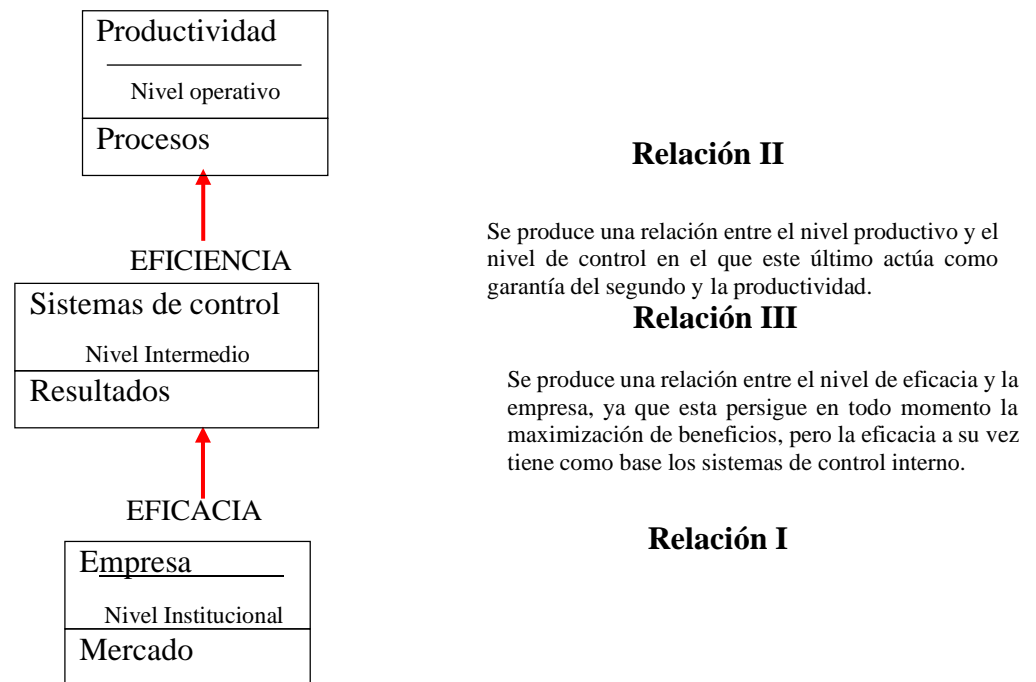 Productividad
Nivel operativo
Procesos
EFICIENCIA
Sistemas de control
Nivel Intermedio
Resultados
EFICACIA
Empresa
Nivel Institucional
Mercado
Relación II
Se produce una relación entre el nivel productivo y el
nivel de control en el que este último actúa como
garantía del segundo y la productividad.
Relación III
Se produce una relación entre el nivel de eficacia y la
empresa, ya que esta persigue en todo momento la
maximización de beneficios, pero la eficacia a su vez
tiene como base los sistemas de control interno.
Relación I